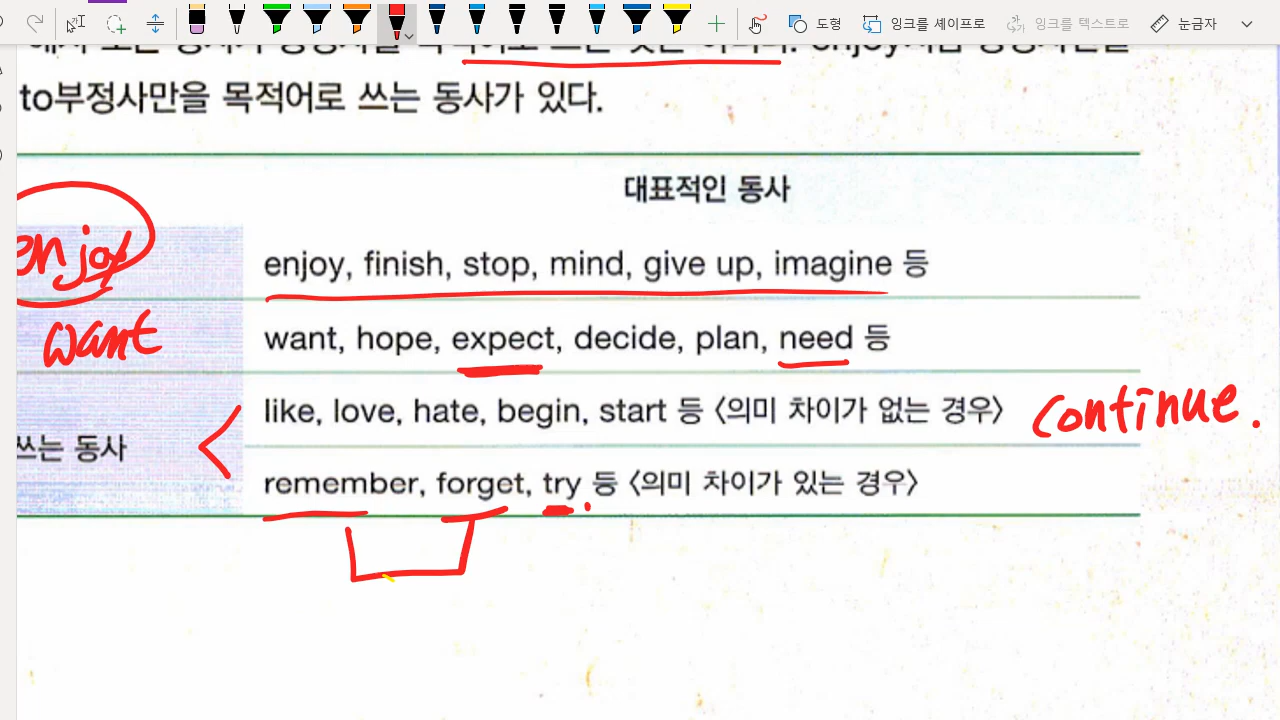 도형 잉크를 셰이프로 잉크를 텍스트로 눈금자
to부정사만을 목적어로 쓰는 동사가 있다.
대표적인 동사
enjoy
enjoy, finish, stop, mind, give up, imagine 등
want
want, hope, expect, decide, plan, need 등
like, love, hate, begin, start 등 〈의미 차이가 없는 경우〉 continue.
쓰는 동사
remember, forget, try 등 〈의미 차이가 있는 경우〉